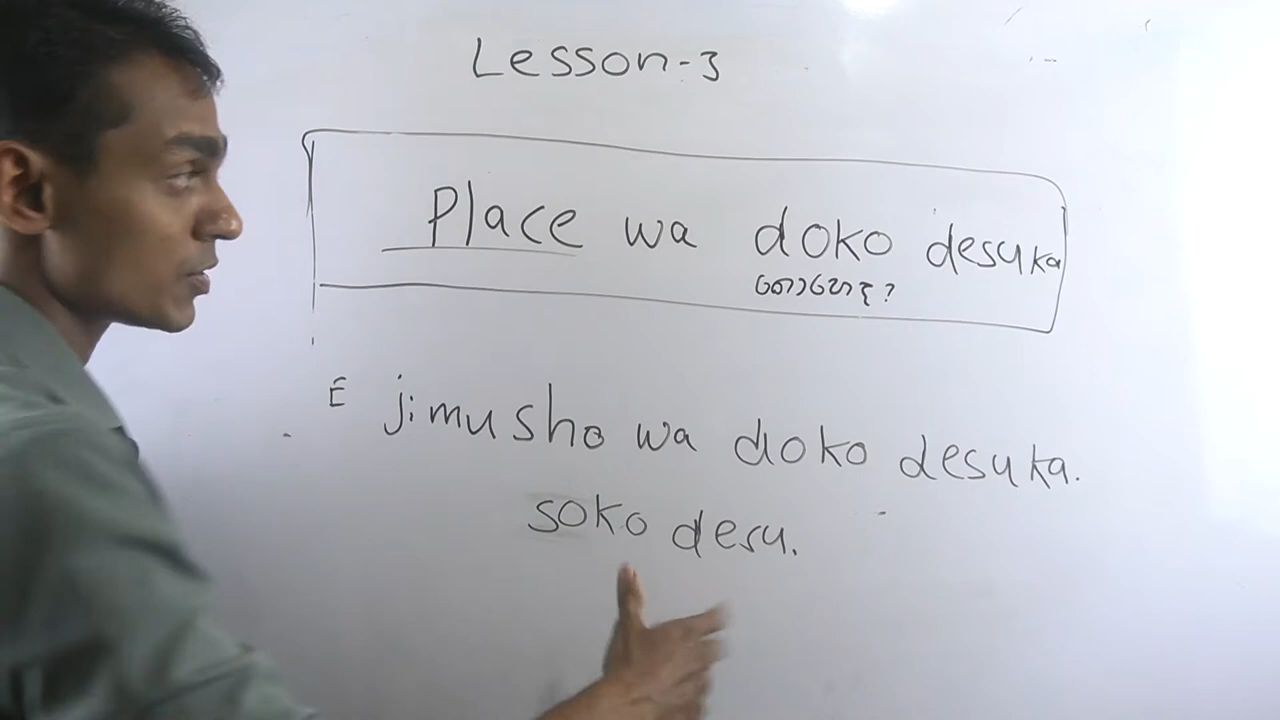 Lesson-3
Place wa doko desuka
කොහෙද?
E jimusho wa doko desuka.
soko desu.